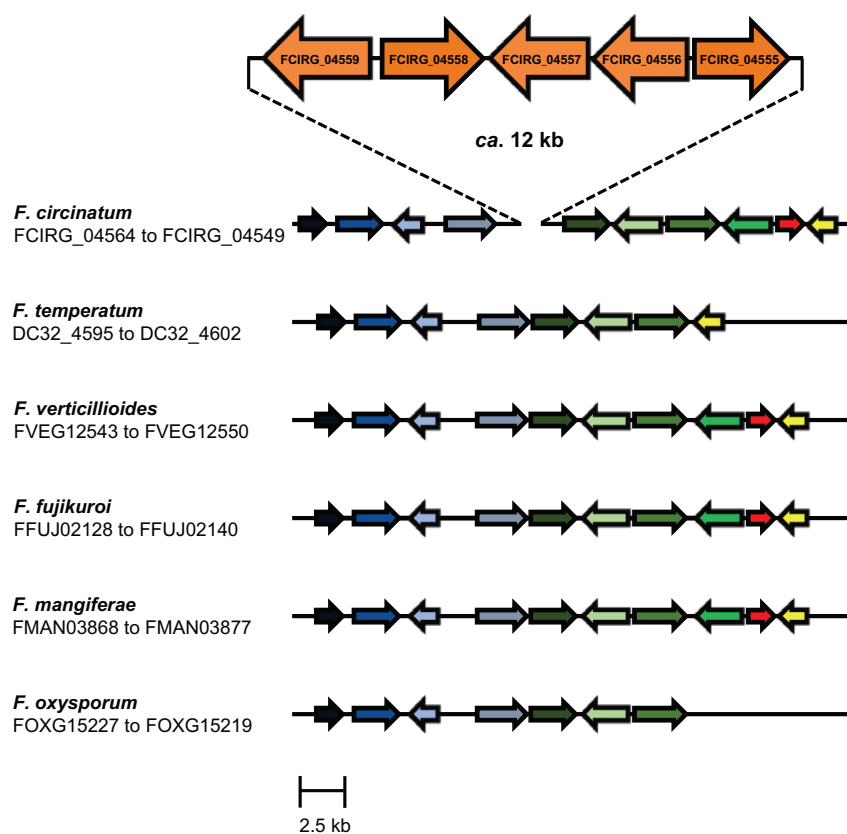 FCIRG_04559 FCIRG_04558 FCIRG_04557 FCIRG_04556 FCIRG_04555
ca. 12 kb
F. circinatum
FCIRG_04564 to FCIRG_04549
F. temperatum
DC32_4595 to DC32_4602
F. verticillioides
FVEG12543 to FVEG12550
F. fujikuroi
FFUJ02128 to FFUJ02140
F. mangiferae
FMAN03868 to FMAN03877
F. oxysporum
FOXG15227 to FOXG15219
2.5 kb